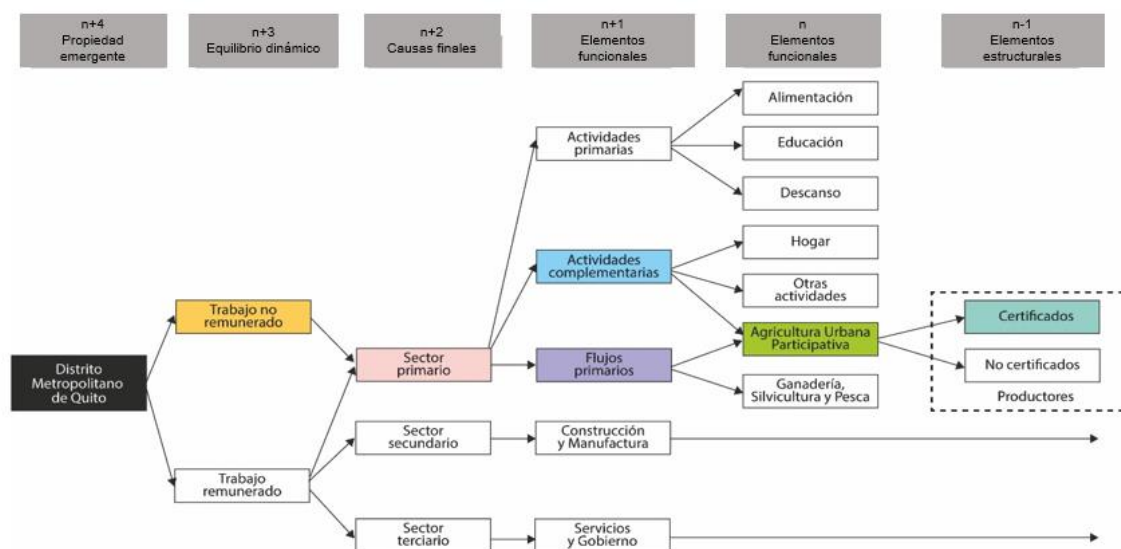 n+4
Propiedad
emergente
n+3
Equilibrio dinámico
n+2
Causas finales
n+1
Elementos
funcionales
n
Elementos
funcionales
n-1
Elementos
estructurales
Distrito
Metropolitano
de Quito
Trabajo no
remunerado
Trabajo
remunerado
Sector
primario
Sector
secundario
Sector
terciario
Actividades
primarias
Actividades
complementarias
Flujos
primarios
Construcción
y Manufactura
Servicios
y Gobierno
Alimentación
Educación
Descanso
Hogar
Otras
actividades
Agricultura Urbana
Participativa
Ganadería,
Silvicultura y Pesca
Certificados
No certificados
Productores